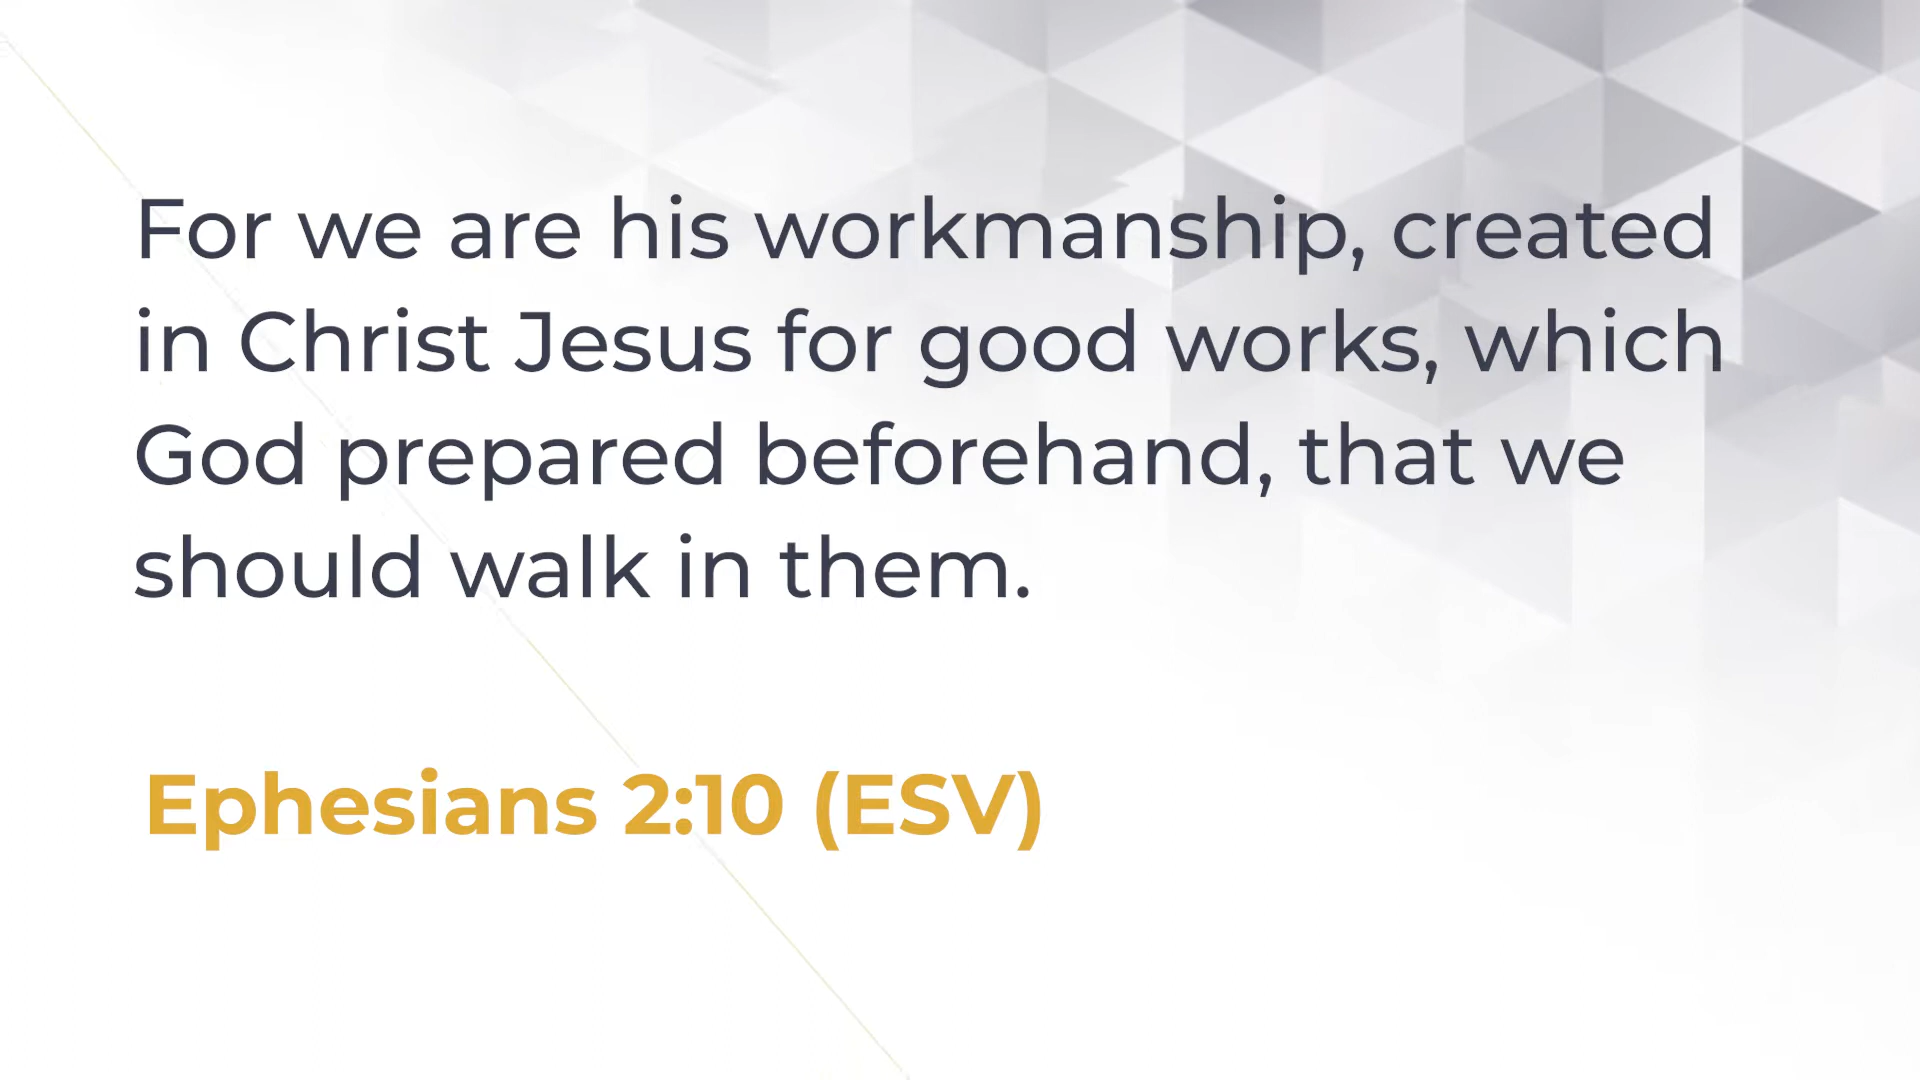 For we are his workmanship, created
in Christ Jesus for good works, which
God prepared beforehand, that we
should walk in them.
Ephesians 2:10 (ESV)